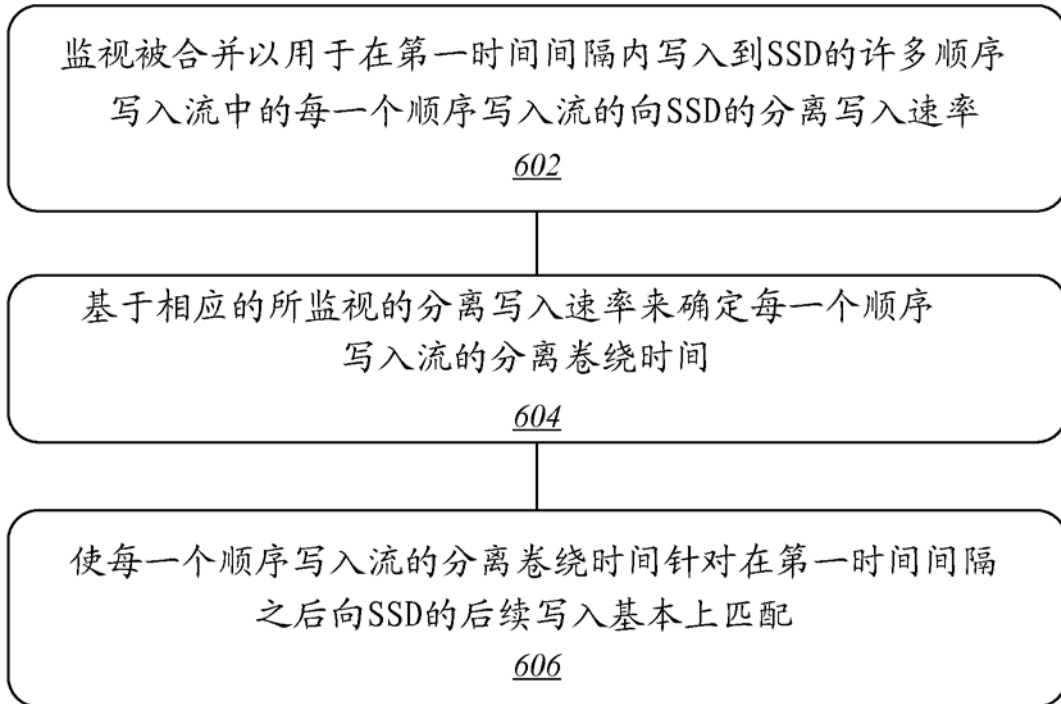 监视被合并以用于在第一时间间隔内写入到SSD的许多顺序
写入流中的每一个顺序写入流的向SSD的分离写入速率
602
基于相应的所监视的分离写入速率来确定每一个顺序
写入流的分离卷绕时间
604
使每一个顺序写入流的分离卷绕时间针对在第一时间间隔
之后向SSD的后续写入基本上匹配
606